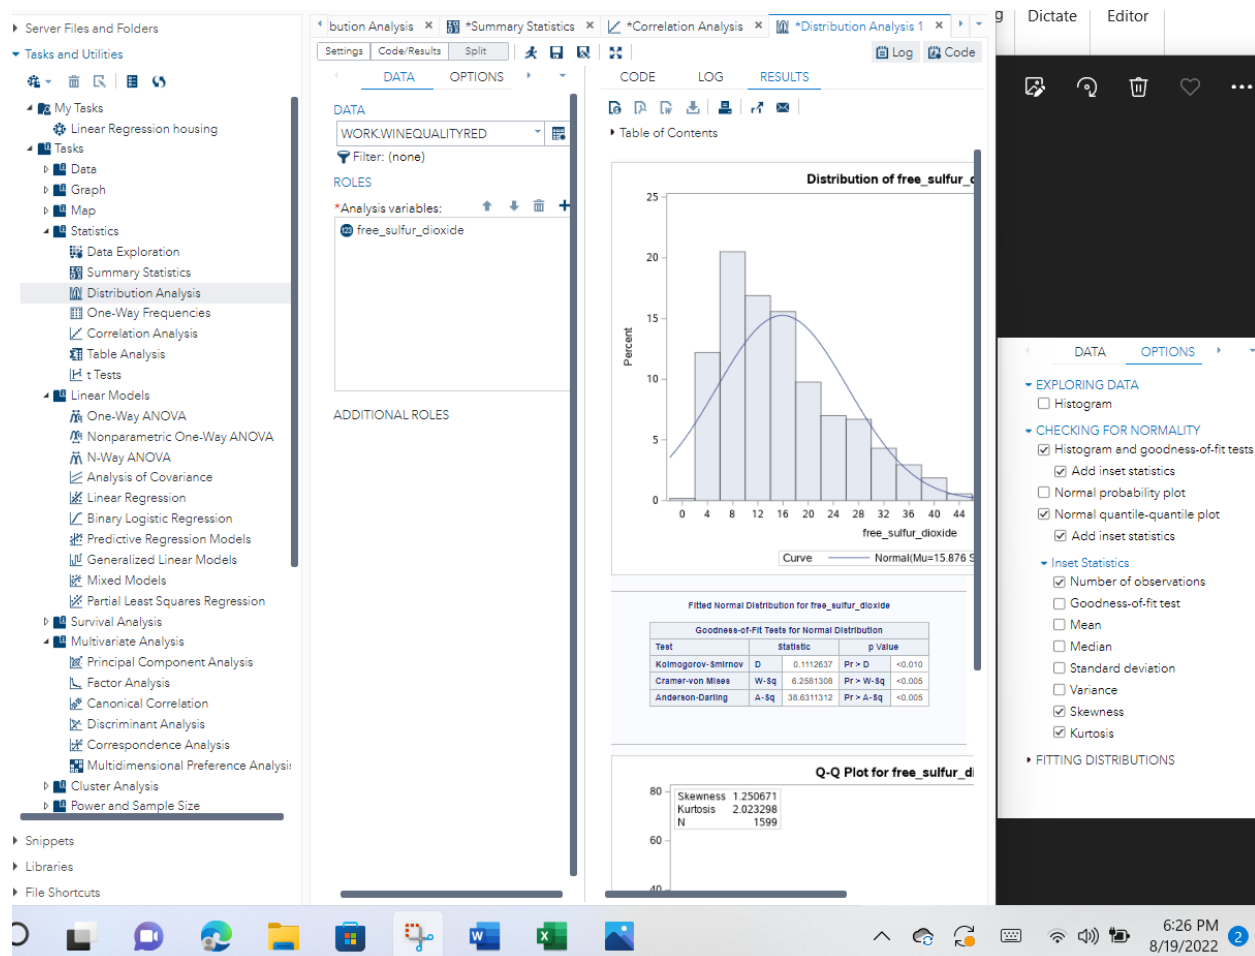 Server Files and Folders
Tasks and Utilities
My Tasks
Linear Regression housing
Tasks
Data
Graph
Map
Statistics
Data Exploration
Summary Statistics
Distribution Analysis
One-Way Frequencies
Correlation Analysis
Table Analysis
t Tests
Linear Models
One-Way ANOVA
Nonparametric One-Way ANOVA
N-Way ANOVA
Analysis of Covariance
Linear Regression
Binary Logistic Regression
Predictive Regression Models
Generalized Linear Models
Mixed Models
Partial Least Squares Regression
Survival Analysis
Multivariate Analysis
Principal Component Analysis
Factor Analysis
Canonical Correlation
Discriminant Analysis
Correspondence Analysis
Multidimensional Preference Analysi
Cluster Analysis
Power and Sample Size
Snippets
Libraries
File Shortcuts
bution Analysis × *Summary Statistics × *Correlation Analysis × *Distribution Analysis 1 ×
Settings Code/Results Split
Log Code
DATA OPTIONS
DATA
WORK.WINEQUALITYRED
Filter: (none)
ROLES
*Analysis variables:
free_sulfur_dioxide
ADDITIONAL ROLES
CODE LOG RESULTS
Table of Contents
Distribution of free_sulfur_d
25
20
15
10
5
0
Percent
0 4 8 12 16 20 24 28 32 36 40 44
free_sulfur_dioxide
Curve Normal(Mu=15.876 S
Fitted Normal Distribution for free_sulfur_dioxide
Goodness-of-Fit Tests for Normal Distribution
Test Statistic p Value
Kolmogorov-Smirnov D 0.1112637 Pr > D <0.010
Cramer-von Mises W-Sq 6.2581308 Pr > W-Sq <0.005
Anderson-Darling A-Sq 38.6311312 Pr > A-Sq <0.005
Q-Q Plot for free_sulfur_di
80
Skewness 1.250671
Kurtosis 2.023298
N 1599
60
40
g Dictate Editor
DATA OPTIONS
EXPLORING DATA
Histogram
CHECKING FOR NORMALITY
Histogram and goodness-of-fit tests
Add inset statistics
Normal probability plot
Normal quantile-quantile plot
Add inset statistics
Inset Statistics
Number of observations
Goodness-of-fit test
Mean
Median
Standard deviation
Variance
Skewness
Kurtosis
FITTING DISTRIBUTIONS
W
X
6:26 PM
8/19/2022
2